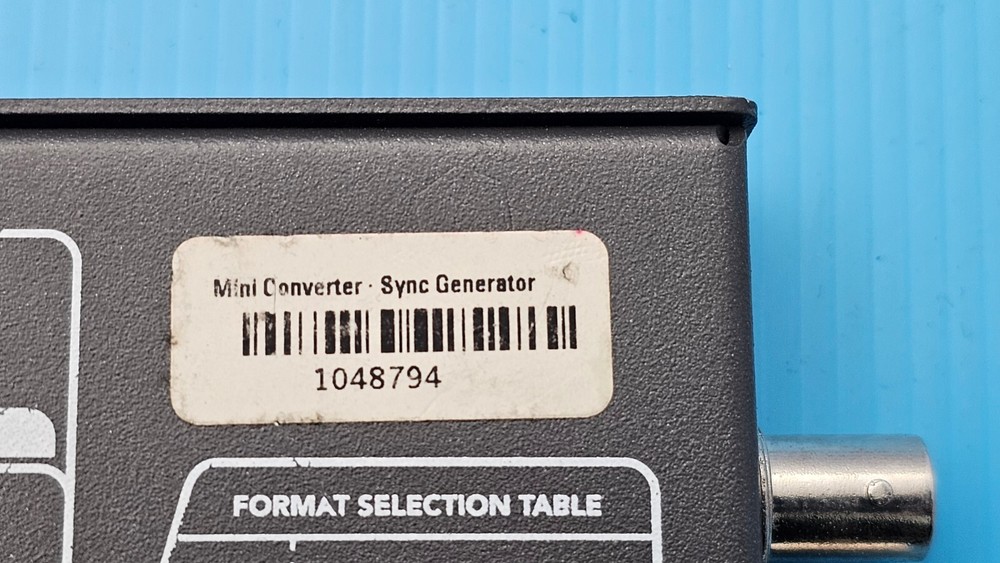 Mini Converter · Sync Generator
1048794
FORMAT SELECTION TABLE